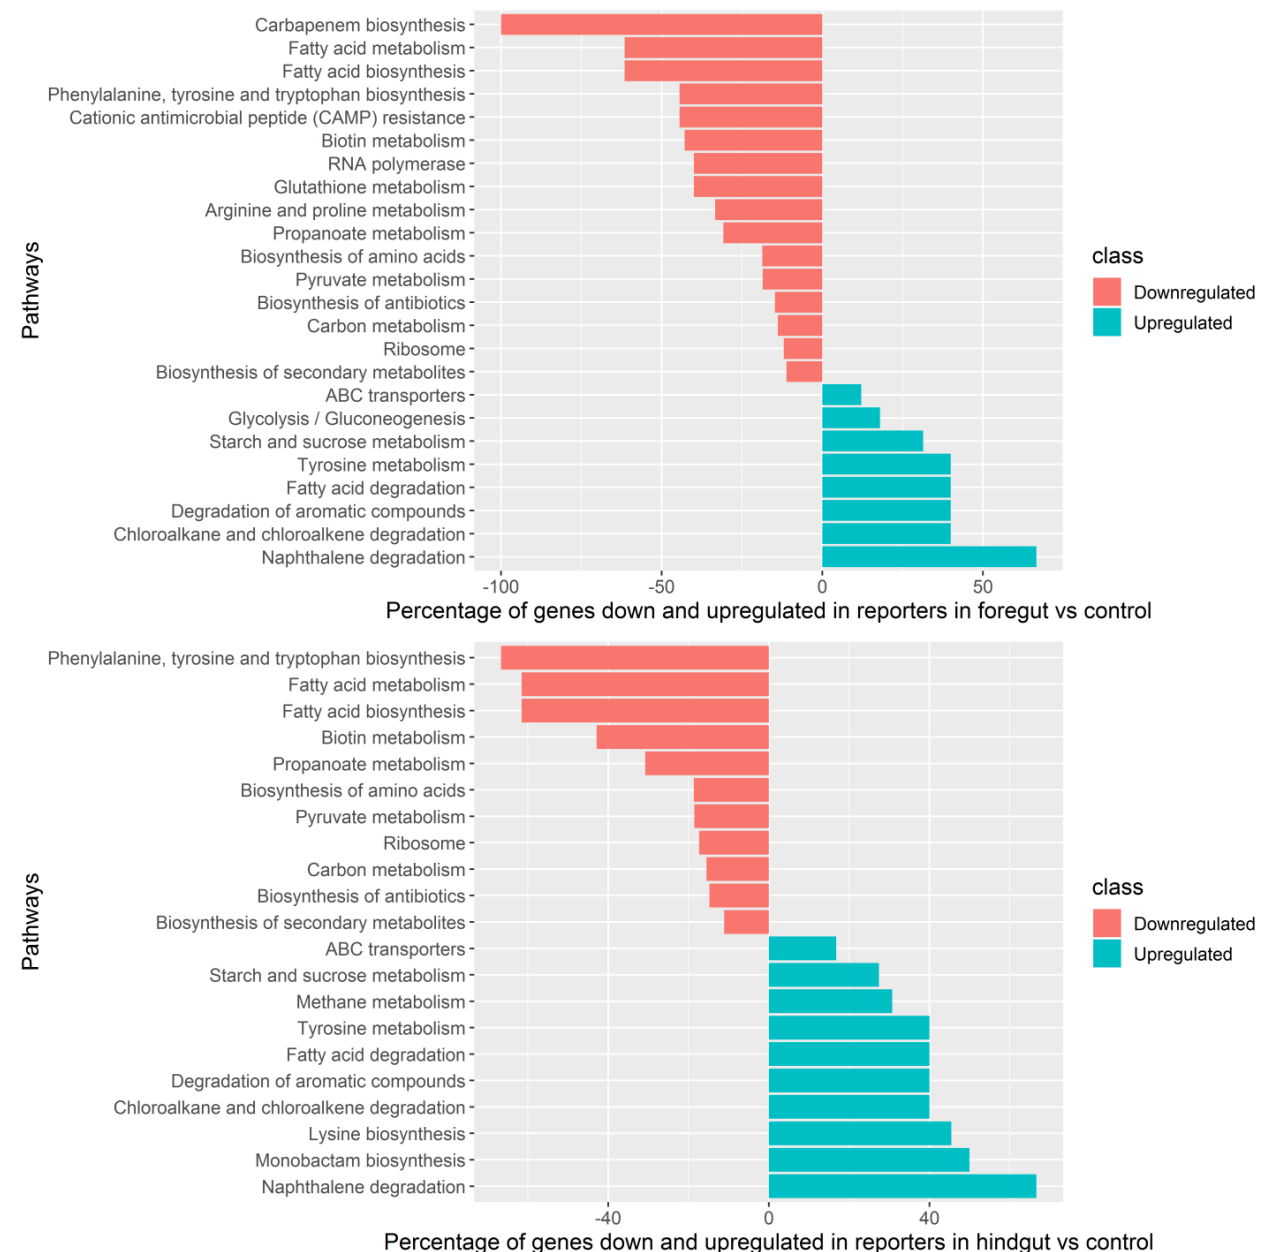 Carbapenem biosynthesis
Fatty acid metabolism
Fatty acid biosynthesis
Phenylalanine, tyrosine and tryptophan biosynthesis
Cationic antimicrobial peptide (CAMP) resistance
Biotin metabolism
RNA polymerase
Glutathione metabolism
Arginine and proline metabolism
Propanoate metabolism
Biosynthesis of amino acids
Pyruvate metabolism
Biosynthesis of antibiotics
Carbon metabolism
Ribosome
Biosynthesis of secondary metabolites
ABC transporters
Glycolysis / Gluconeogenesis
Starch and sucrose metabolism
Tyrosine metabolism
Fatty acid degradation
Degradation of aromatic compounds
Chloroalkane and chloroalkene degradation
Naphthalene degradation
Pathways
-100 -50 0 50
Percentage of genes down and upregulated in reporters in foregut vs control
class
Downregulated
Upregulated
Phenylalanine, tyrosine and tryptophan biosynthesis
Fatty acid metabolism
Fatty acid biosynthesis
Biotin metabolism
Propanoate metabolism
Biosynthesis of amino acids
Pyruvate metabolism
Ribosome
Carbon metabolism
Biosynthesis of antibiotics
Biosynthesis of secondary metabolites
ABC transporters
Starch and sucrose metabolism
Methane metabolism
Tyrosine metabolism
Fatty acid degradation
Degradation of aromatic compounds
Chloroalkane and chloroalkene degradation
Lysine biosynthesis
Monobactam biosynthesis
Naphthalene degradation
Pathways
-40 0 40
Percentage of genes down and upregulated in reporters in hindgut vs control
class
Downregulated
Upregulated